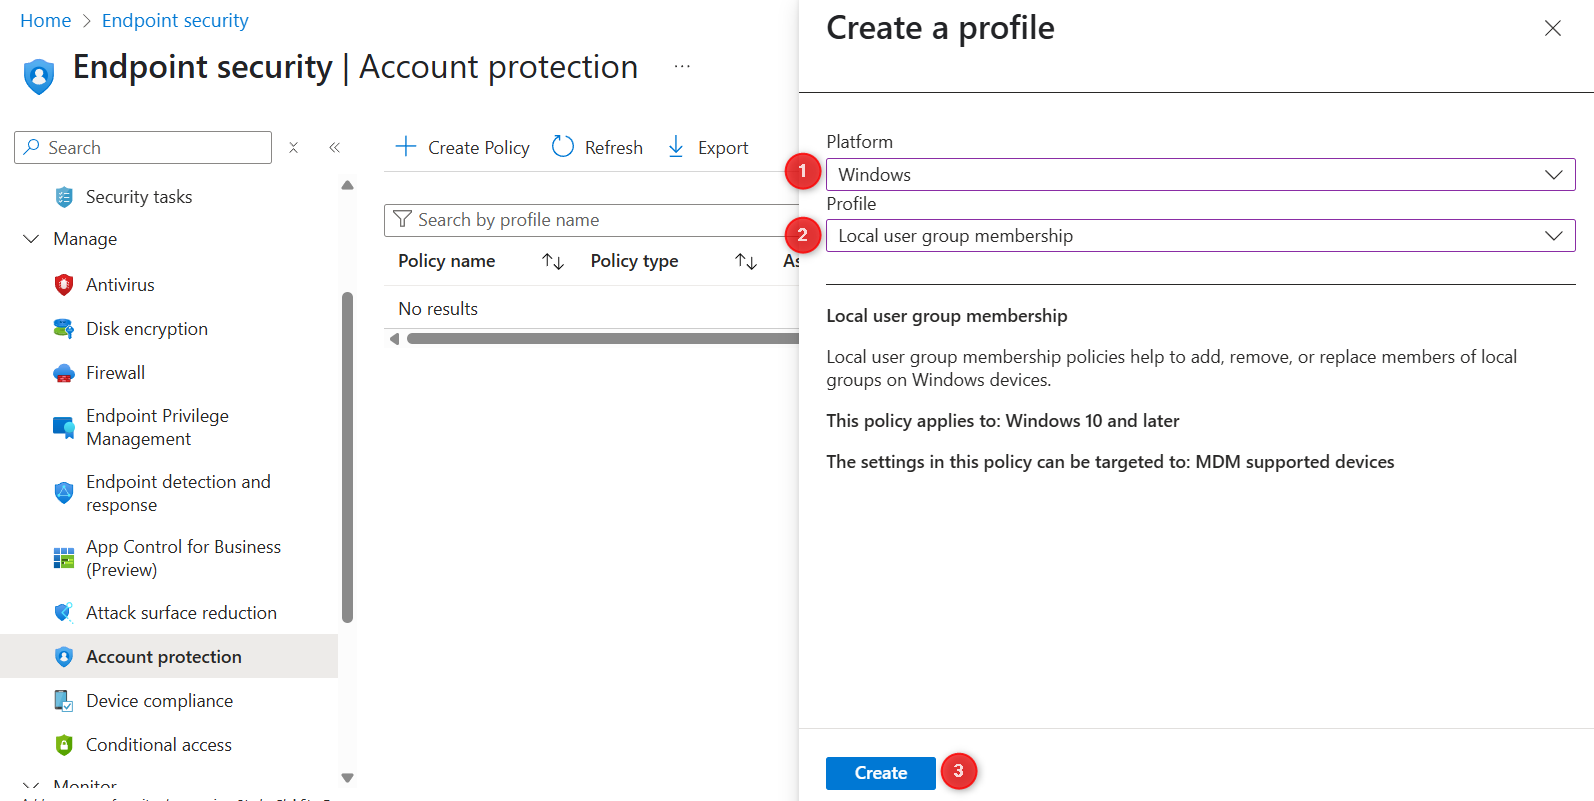 Home > Endpoint security
Endpoint security | Account protection ...
Search
Security tasks
Manage
Antivirus
Disk encryption
Firewall
Endpoint Privilege
Management
Endpoint detection and
response
App Control for Business
(Preview)
Attack surface reduction
Account protection
Device compliance
Conditional access
Monitor
Create Policy Refresh Export
Search by profile name
Policy name Policy type As
No results
Create a profile
Platform
1 Windows
Profile
2 Local user group membership
Local user group membership
Local user group membership policies help to add, remove, or replace members of local
groups on Windows devices.
This policy applies to: Windows 10 and later
The settings in this policy can be targeted to: MDM supported devices
Create 3